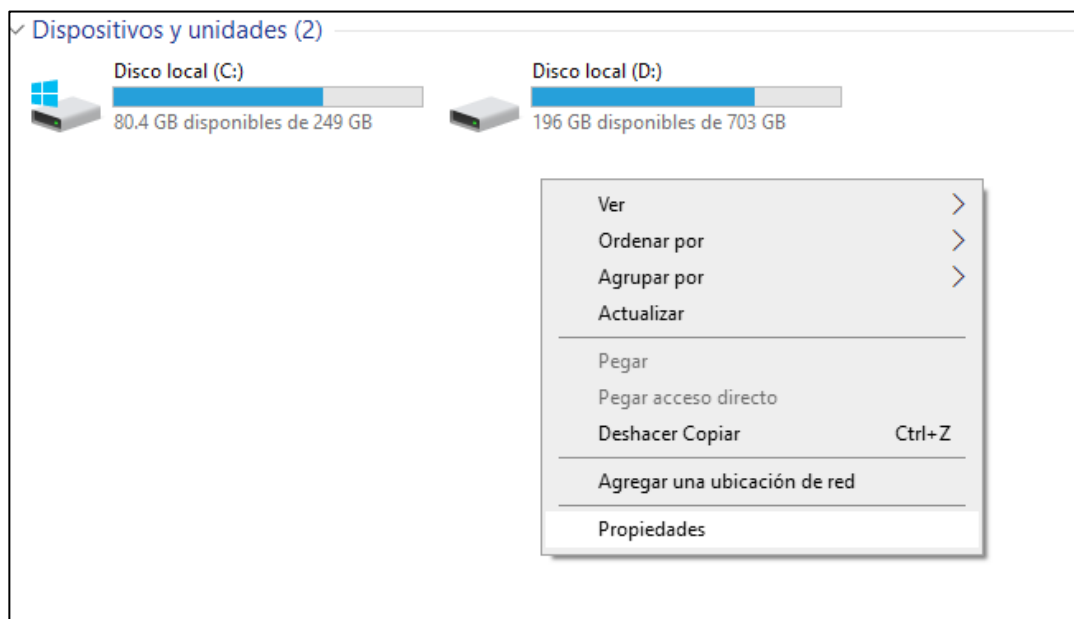 Dispositivos y unidades (2)
Disco local (C:)
80.4 GB disponibles de 249 GB
Disco local (D:)
196 GB disponibles de 703 GB
Ver
Ordenar por
Agrupar por
Actualizar
Pegar
Pegar acceso directo
Deshacer Copiar Ctrl+Z
Agregar una ubicación de red
Propiedades